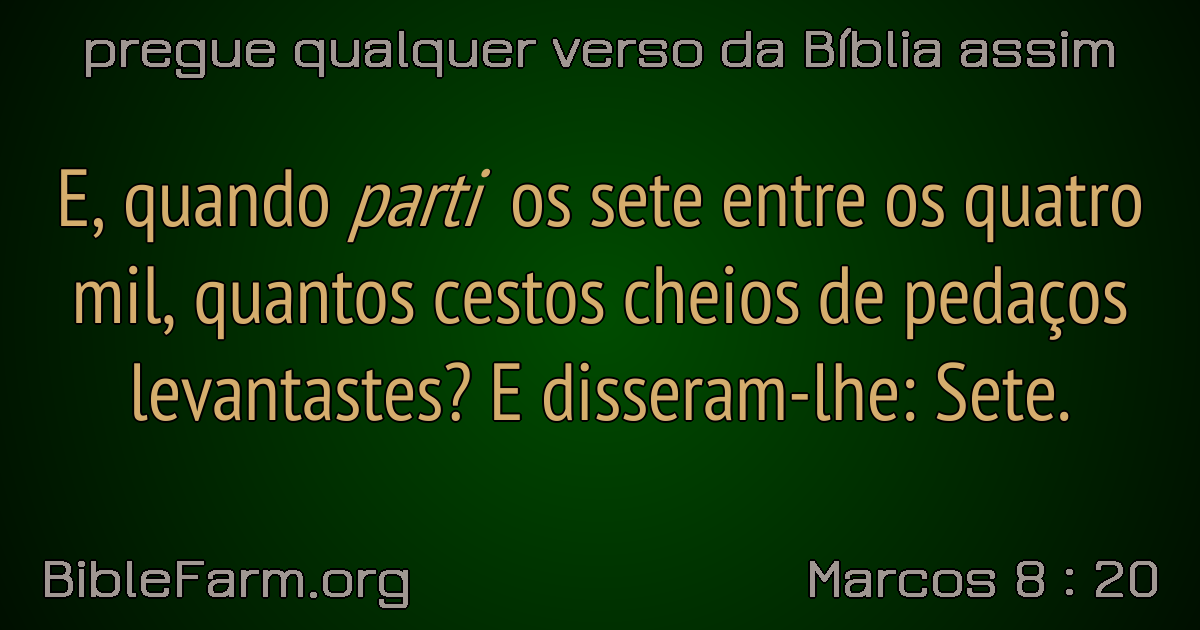 pregue qualquer verso da Bíblia assim
E, quando parti os sete entre os quatro
mil, quantos cestos cheios de pedaços
levantastes? E disseram-lhe: Sete.
BibleFarm.org
Marcos 8 : 20